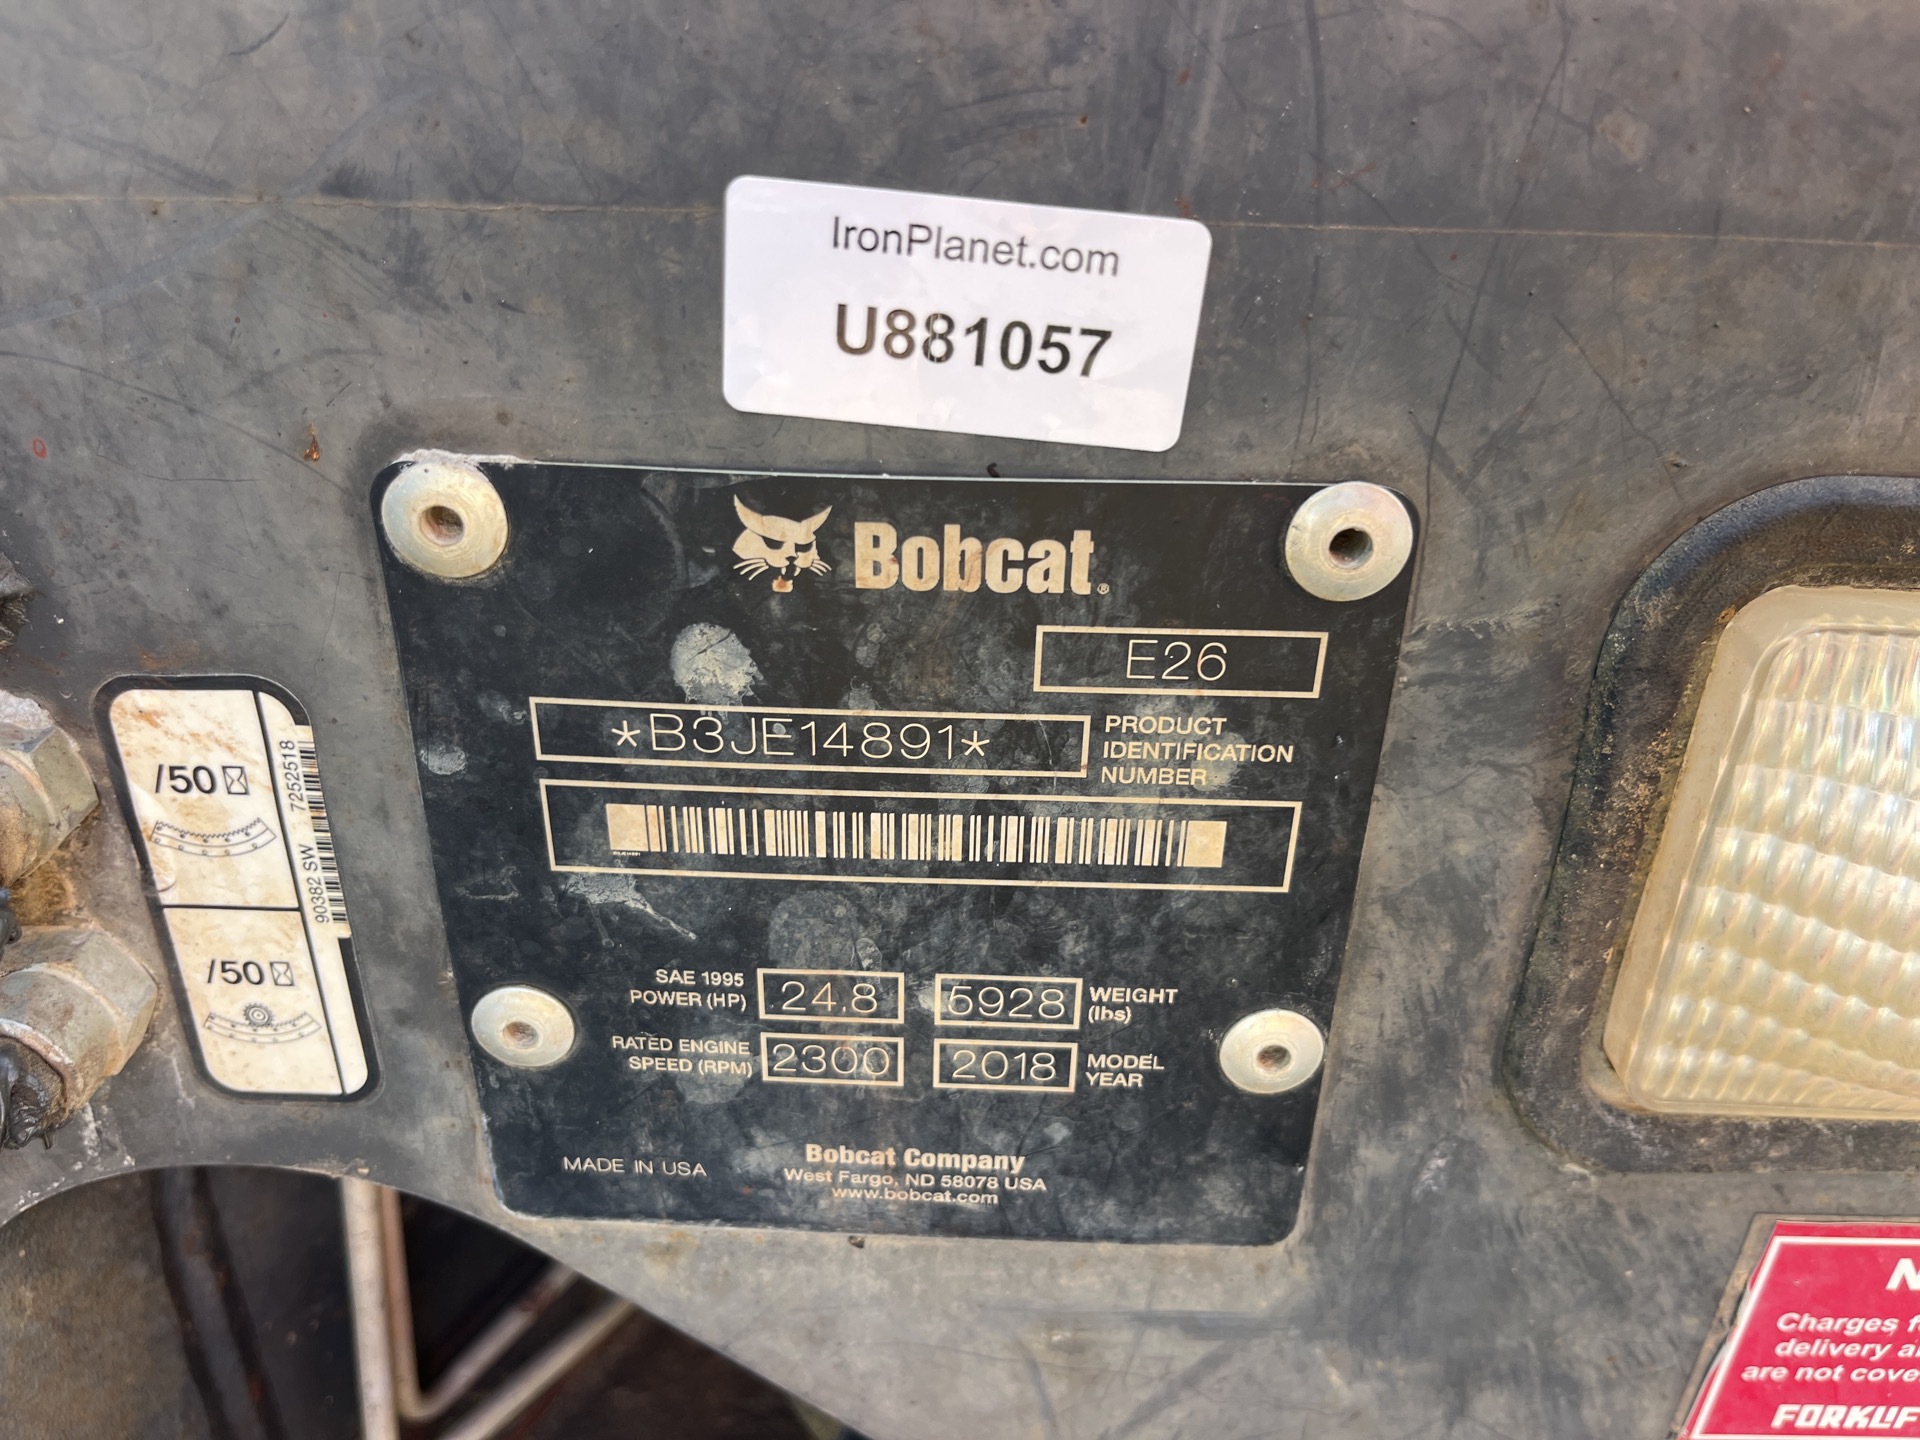 IronPlanet.com
U881057
Bobcat®
E26
*B3JE14891*
PRODUCT
IDENTIFICATION
NUMBER
SAE 1995
POWER (HP)
24.8
5928
WEIGHT
(lbs)
RATED ENGINE
SPEED (RPM)
2300
2018
MODEL
YEAR
MADE IN USA
Bobcat Company
West Fargo, ND 58078 USA
www.bobcat.com
/50
/50
90382 SW 7252518
Charges
delivery
are not